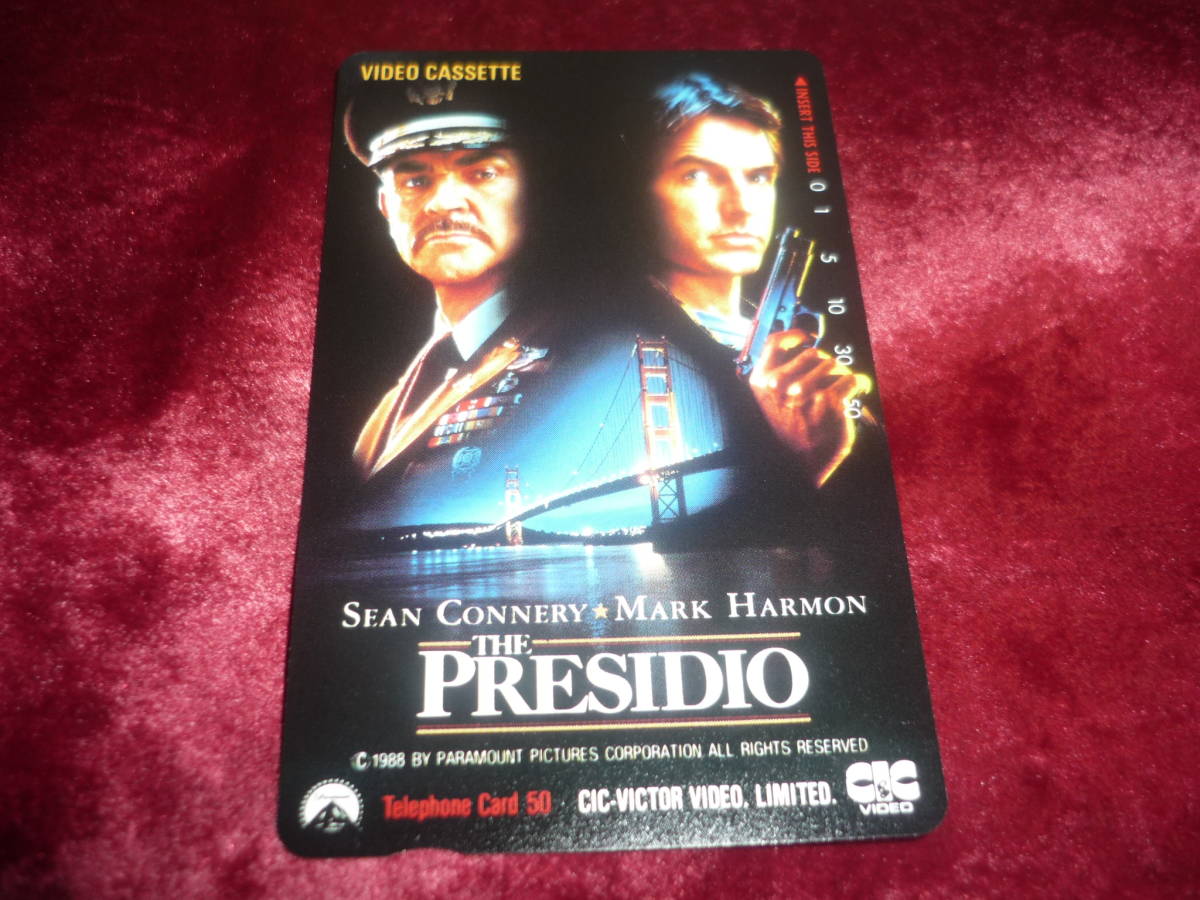 VIDEO CASSETTE
◀INSERT THIS SIDE 0 1 5 10 30 50
SEAN CONNERY★MARK HARMON
THE
PRESIDIO
© 1988 BY PARAMOUNT PICTURES CORPORATION ALL RIGHTS RESERVED
Telephone Card 50 CIC-VICTOR VIDEO. LIMITED.
CIC
&
VIDEO